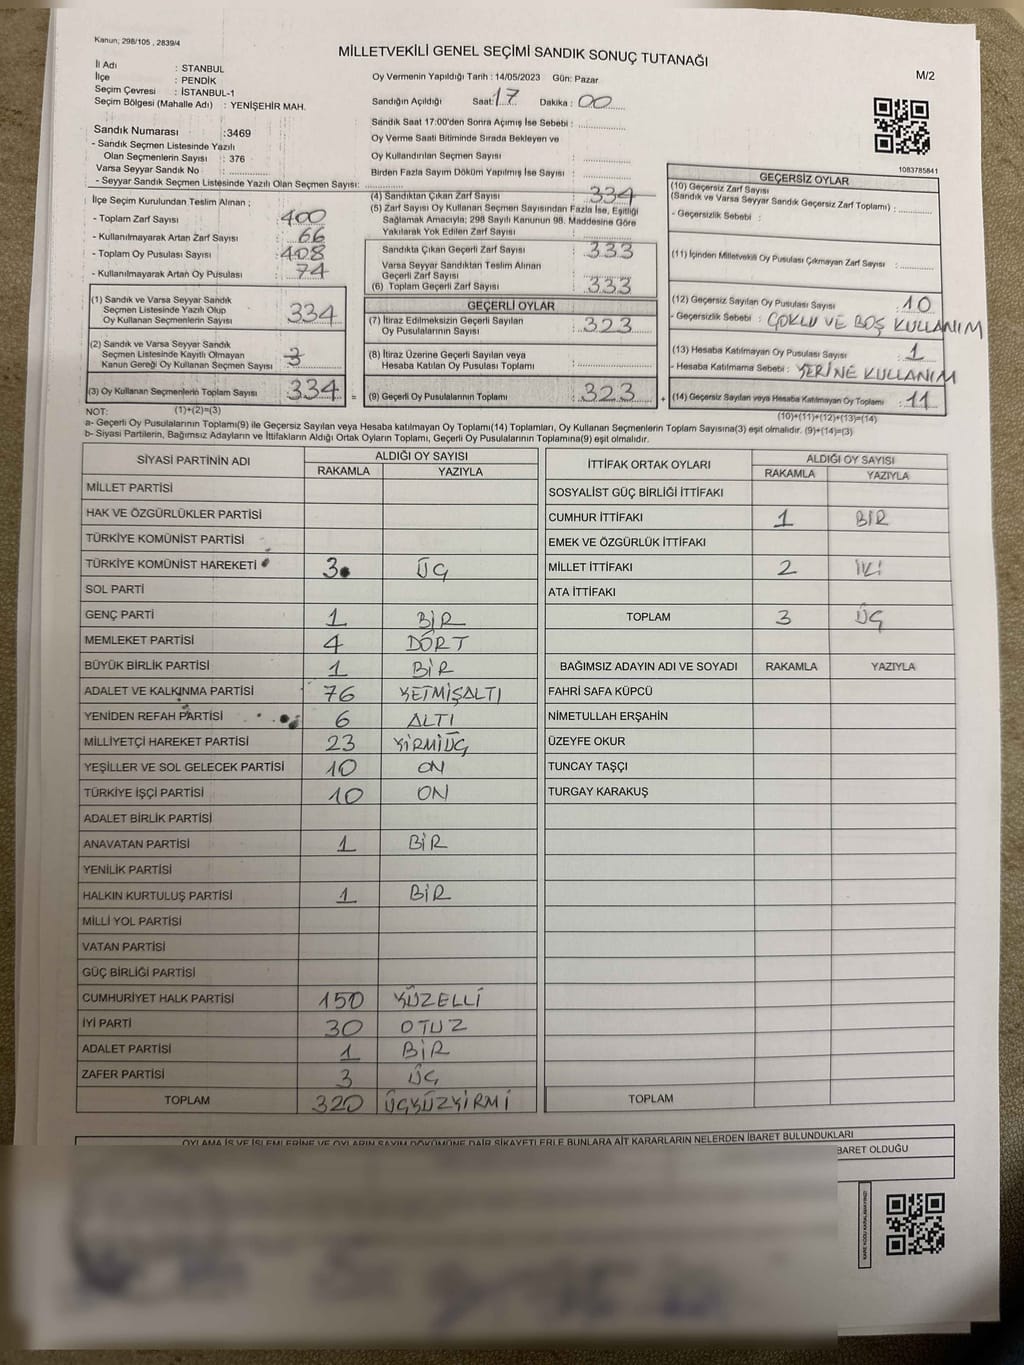 Kanun; 298/105 , 2839/4
MİLLETVEKİLİ GENEL SEÇİMİ SANDIK SONUÇ TUTANAĞI
M/2
İl Adı : STANBUL
İlçe : PENDİK
Seçim Çevresi : İSTANBUL-1
Seçim Bölgesi (Mahalle Adı) : YENİŞEHİR MAH.
Oy Vermenin Yapıldığı Tarih : 14/05/2023 Gün: Pazar
Sandığın Açıldığı Saat: 17 Dakika : 00
Sandık Saat 17:00'den Sonra Açımış İse Sebebi :
Oy Verme Saati Bitiminde Sırada Bekleyen ve
Oy Kullandırılan Seçmen Sayısı :
Birden Fazla Sayım Döküm Yapılmış İse Sayısı :
1083785841
Sandık Numarası :3469
- Sandık Seçmen Listesinde Yazılı
Olan Seçmenlerin Sayısı : 376
Varsa Seyyar Sandık No :
- Seyyar Sandık Seçmen Listesinde Yazılı Olan Seçmen Sayısı:
İlçe Seçim Kurulundan Teslim Alınan ;
- Toplam Zarf Sayısı : 400
- Kullanılmayarak Artan Zarf Sayısı : 66
- Toplam Oy Pusulası Sayısı : 408
- Kullanılmayarak Artan Oy Pusulası : 74
(1) Sandık ve Varsa Seyyar Sandık
Seçmen Listesinde Yazılı Olup
Oy Kullanan Seçmenlerin Sayısı : 334
(2) Sandık ve Varsa Seyyar Sandık
Seçmen Listesinde Kayıtlı Olmayan
Kanun Gereği Oy Kullanan Seçmen Sayısı : 3
(3) Oy Kullanan Seçmenlerin Toplam Sayısı : 334
(4) Sandıktan Çıkan Zarf Sayısı : 334
(5) Zarf Sayısı Oy Kullanan Seçmen Sayısından Fazla İse, Eşitliği
Sağlamak Amacıyla; 298 Sayılı Kanunun 98. Maddesine Göre
Yakılarak Yok Edilen Zarf Sayısı :
Sandıkta Çıkan Geçerli Zarf Sayısı : 333
Varsa Seyyar Sandıktan Teslim Alınan
Geçerli Zarf Sayısı :
(6) Toplam Geçerli Zarf Sayısı : 333
GEÇERLİ OYLAR
(7) İtiraz Edilmeksizin Geçerli Sayılan
Oy Pusulalarının Sayısı : 323
(8) İtiraz Üzerine Geçerli Sayılan veya
Hesaba Katılan Oy Pusulası Toplamı :
= (9) Geçerli Oy Pusulalarının Toplamı : 323
GEÇERSİZ OYLAR
(10) Geçersiz Zarf Sayısı
(Sandık ve Varsa Seyyar Sandık Geçersiz Zarf Toplamı) :
- Geçersizlik Sebebi :
(11) İçinden Milletvekili Oy Pusulası Çıkmayan Zarf Sayısı :
(12) Geçersiz Sayılan Oy Pusulası Sayısı : 10
- Geçersizlik Sebebi : ÇOKLU VE BOŞ KULLANIM
(13) Hesaba Katılmayan Oy Pusulası Sayısı : 1
- Hesaba Katılmama Sebebi : YERİNE KULLANIM
+ (14) Geçersiz Sayılan veya Hesaba Katılmayan Oy Toplamı : 11
NOT: (1)+(2)=(3)
(10)+(11)+(12)+(13)=(14)
a- Geçerli Oy Pusulalarının Toplamı(9) ile Geçersiz Sayılan veya Hesaba katılmayan Oy Toplamı(14) Toplamları, Oy Kullanan Seçmenlerin Toplam Sayısına(3) eşit olmalıdır. (9)+(14)=(3)
b- Siyasi Partilerin, Bağımsız Adayların ve İttifakların Aldığı Ortak Oyların Toplamı, Geçerli Oy Pusulalarının Toplamına(9) eşit olmalıdır.
SİYASİ PARTİNİN ADI ALDIĞI OY SAYISI
RAKAMLA YAZIYLA
MİLLET PARTİSİ
HAK VE ÖZGÜRLÜKLER PARTİSİ
TÜRKİYE KOMÜNİST PARTİSİ
TÜRKİYE KOMÜNİST HAREKETİ 3 ÜÇ
SOL PARTİ
GENÇ PARTİ 1 BİR
MEMLEKET PARTİSİ 4 DÖRT
BÜYÜK BİRLİK PARTİSİ 1 BİR
ADALET VE KALKINMA PARTİSİ 76 YETMİŞALTI
YENİDEN REFAH PARTİSİ 6 ALTI
MİLLİYETÇİ HAREKET PARTİSİ 23 YİRMİÜÇ
YEŞİLLER VE SOL GELECEK PARTİSİ 10 ON
TÜRKİYE İŞÇİ PARTİSİ 10 ON
ADALET BİRLİK PARTİSİ
ANAVATAN PARTİSİ 1 BİR
YENİLİK PARTİSİ
HALKIN KURTULUŞ PARTİSİ 1 BİR
MİLLİ YOL PARTİSİ
VATAN PARTİSİ
GÜÇ BİRLİĞİ PARTİSİ
CUMHURİYET HALK PARTİSİ 150 YÜZELLİ
İYİ PARTİ 30 OTUZ
ADALET PARTİSİ 1 BİR
ZAFER PARTİSİ 3 ÜÇ
TOPLAM 320 ÜÇYÜZYİRMİ
İTTİFAK ORTAK OYLARI ALDIĞI OY SAYISI
RAKAMLA YAZIYLA
SOSYALİST GÜÇ BİRLİĞİ İTTİFAKI
CUMHUR İTTİFAKI 1 BİR
EMEK VE ÖZGÜRLÜK İTTİFAKI
MİLLET İTTİFAKI 2 İKİ
ATA İTTİFAKI
TOPLAM 3 ÜÇ
BAĞIMSIZ ADAYIN ADI VE SOYADI RAKAMLA YAZIYLA
FAHRİ SAFA KÜPCÜ
NİMETULLAH ERŞAHİN
ÜZEYFE OKUR
TUNCAY TAŞÇI
TURGAY KARAKUŞ
TOPLAM
OYLAMA İŞ VE İŞLEMLERİNE VE OYLARIN SAYIM DÖKÜMÜNE DAİR ŞİKAYETLERLE BUNLARA AİT KARARLARIN NELERDEN İBARET BULUNDUKLARI
BARET OLDUĞU